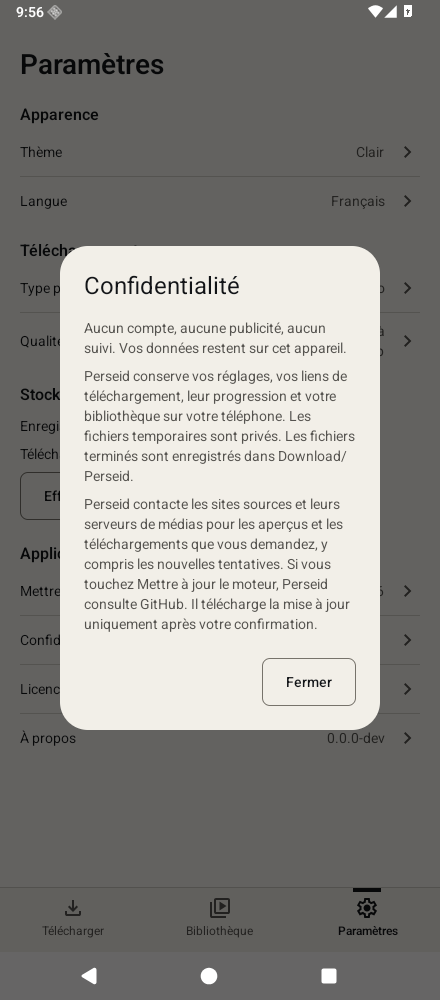 9:56
Paramètres
Apparence
Thème
Clair
Langue
Français
Type
Qualité
Confidentialité
Aucun compte, aucune publicité, aucun
suivi. Vos données restent sur cet appareil.
Perseid conserve vos réglages, vos liens de
téléchargement, leur progression et votre
bibliothèque sur votre téléphone. Les
fichiers temporaires sont privés. Les fichiers
terminés sont enregistrés dans Download/
Perseid.
Perseid contacte les sites sources et leurs
serveurs de médias pour les aperçus et les
téléchargements que vous demandez, y
compris les nouvelles tentatives. Si vous
touchez Mettre à jour le moteur, Perseid
consulte GitHub. Il télécharge la mise à jour
uniquement après votre confirmation.
Fermer
Mettre
À propos
0.0.0-dev
Télécharger
Bibliothèque
Paramètres